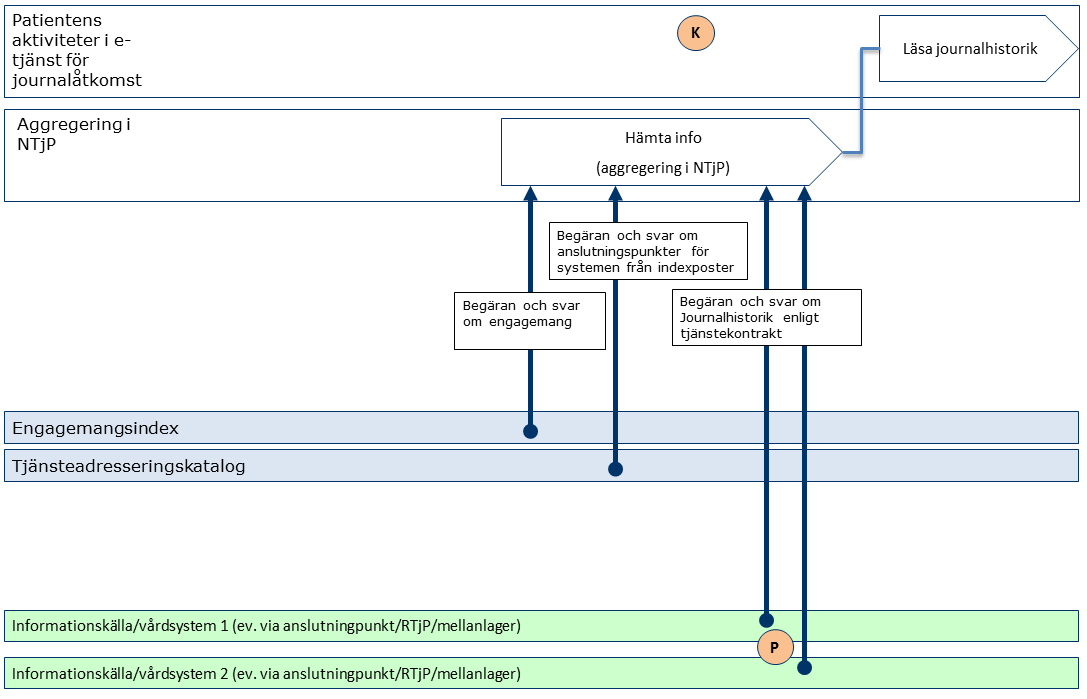 Patientens
aktiviteter i e-
tjänst för
journalåtkomst
K
Läsa journalhistorik
Aggregering i
NTjP
Hämta info
(aggregering i NTjP)
Begäran och svar om
anslutningspunkter för
systemen från indexposter
Begäran och svar
om engagemang
Begäran och svar om
Journalhistorik enligt
tjänstekontrakt
Engagemangsindex
Tjänsteadresseringskatalog
Informationskälla/vårdsystem 1 (ev. via anslutningpunkt/RTjP/mellanlager)
P
Informationskälla/vårdsystem 2 (ev. via anslutningpunkt/RTjP/mellanlager)